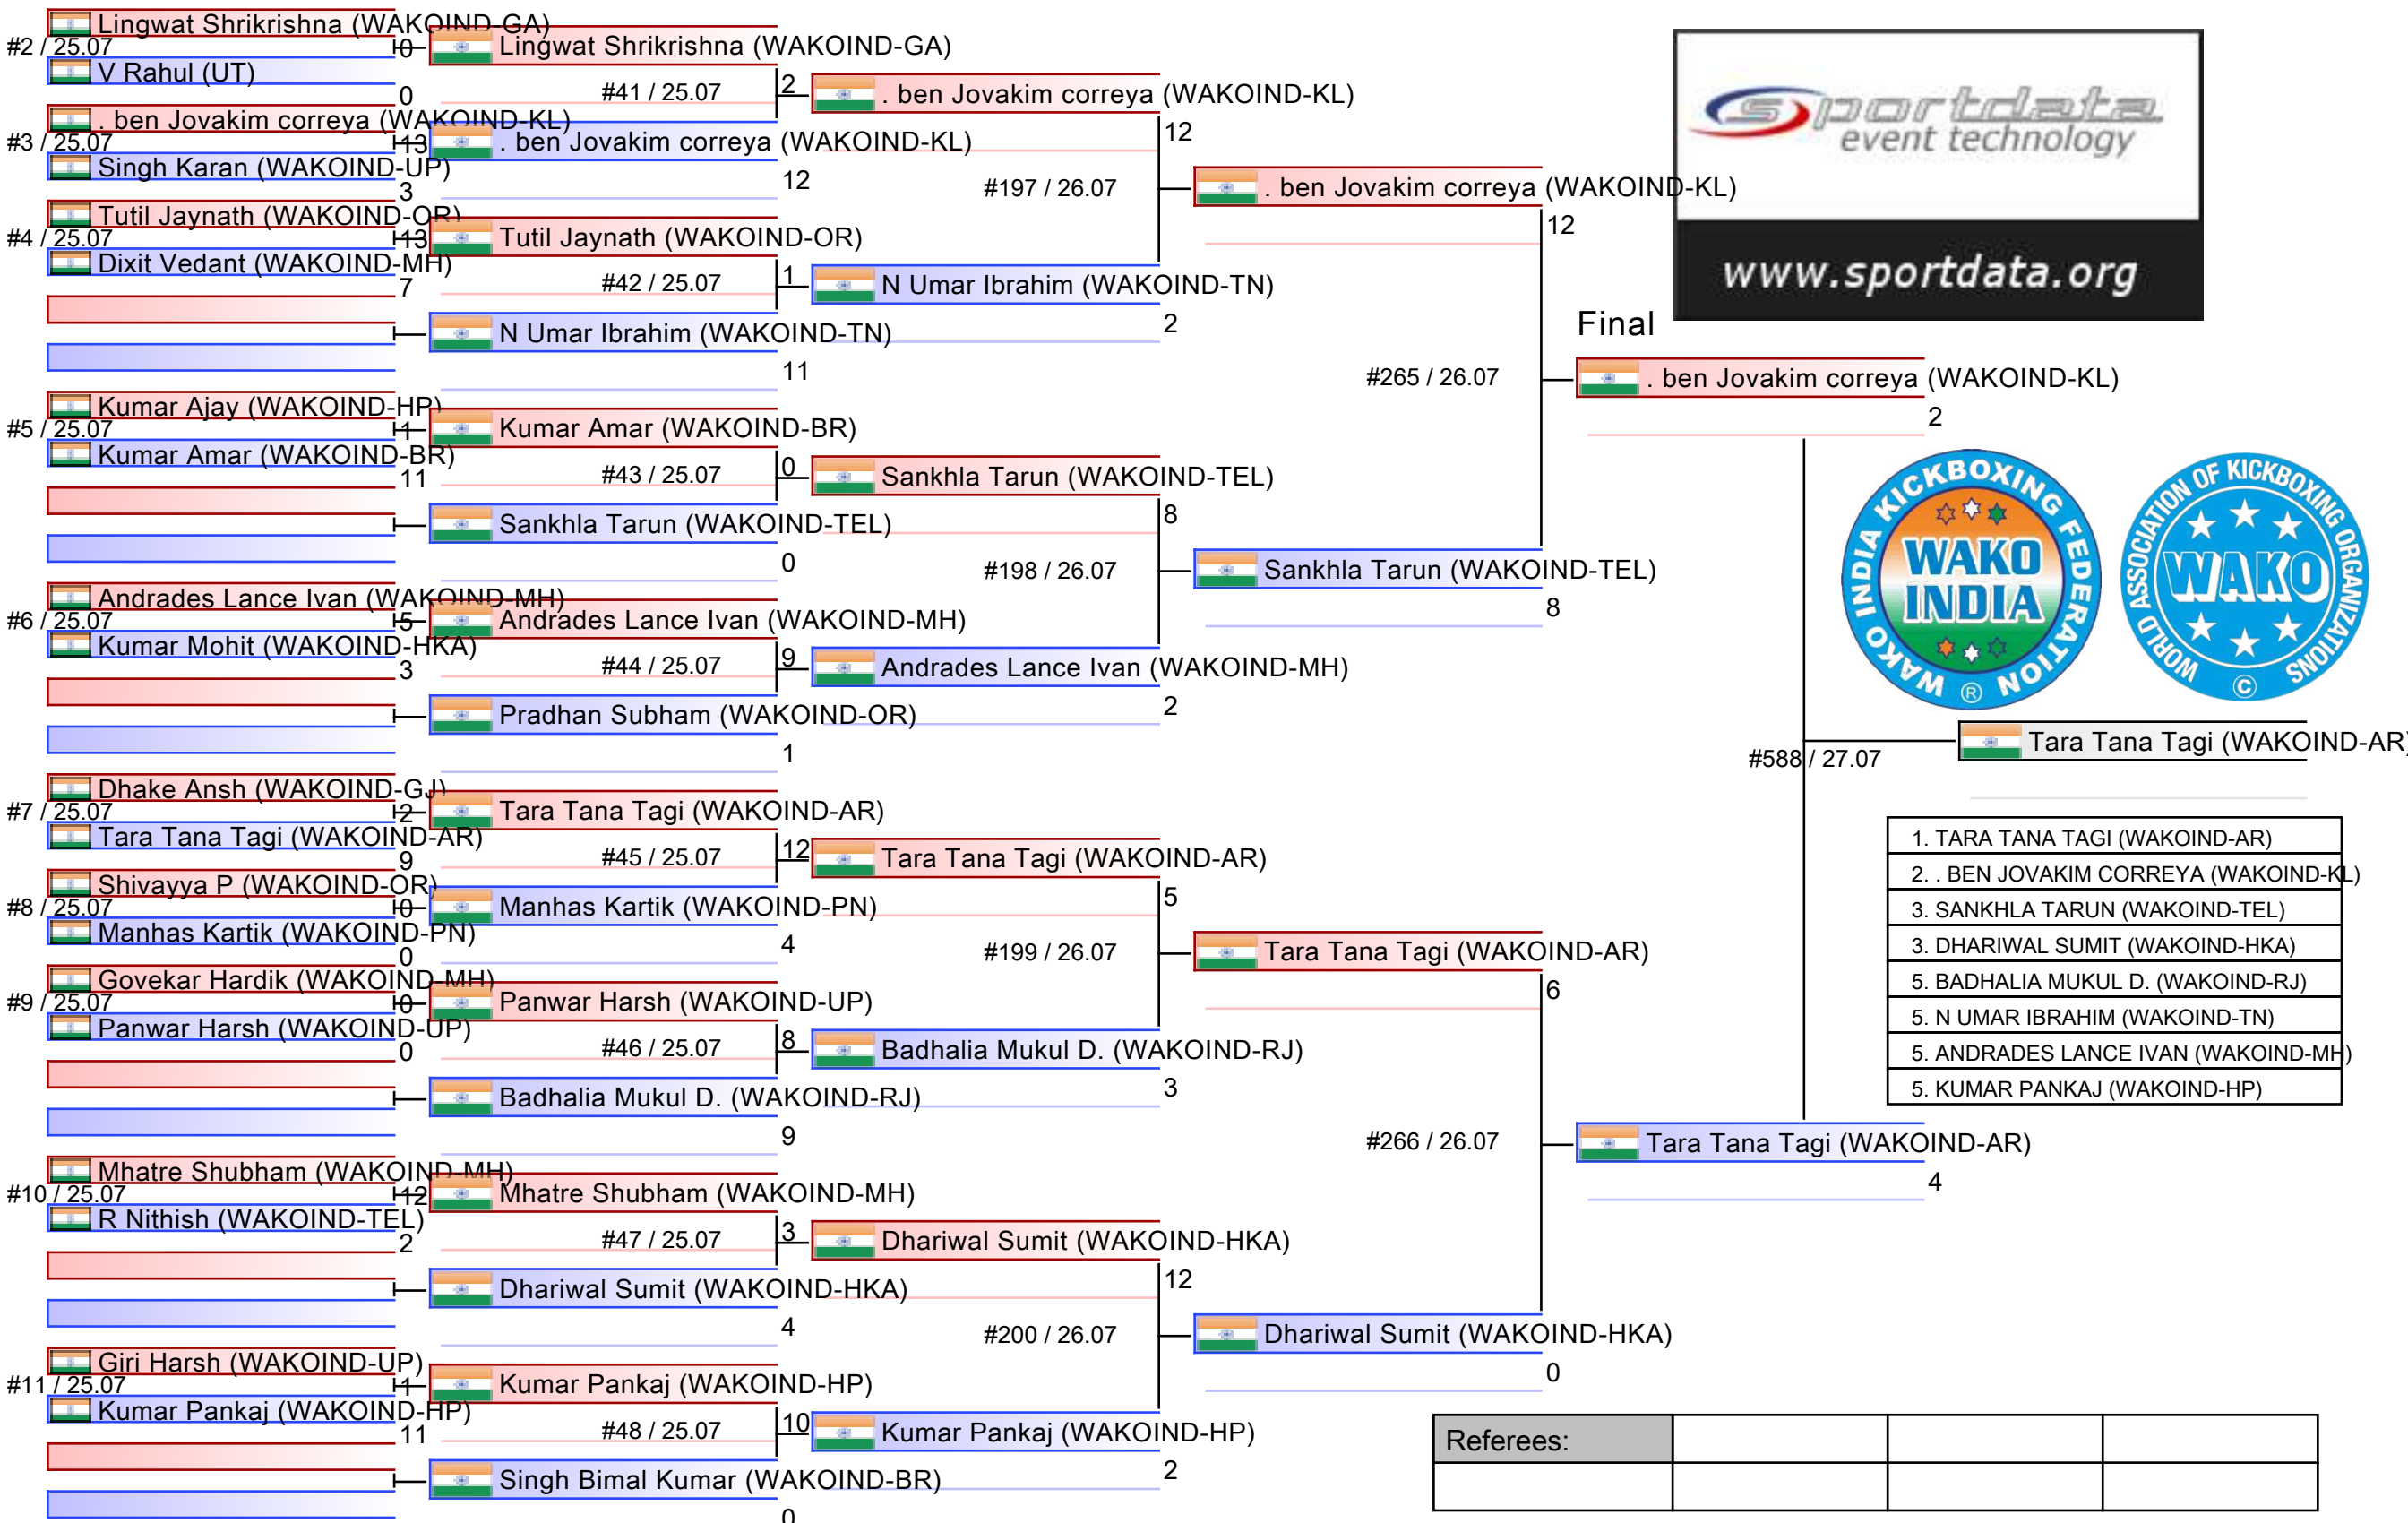 Lingwat Shrikrishna (WAKOIND-GA)
#2 / 25.07
0
V Rahul (UT)
0
. ben Jovakim correya (WAKOIND-KL)
#3 / 25.07
13
Singh Karan (WAKOIND-UP)
3
Tutil Jaynath (WAKOIND-OR)
#4 / 25.07
13
Dixit Vedant (WAKOIND-MH)
7
Kumar Ajay (WAKOIND-HP)
#5 / 25.07
1
Kumar Amar (WAKOIND-BR)
11
Andrades Lance Ivan (WAKOIND-MH)
#6 / 25.07
5
Kumar Mohit (WAKOIND-HKA)
3
Dhake Ansh (WAKOIND-GJ)
#7 / 25.07
2
Tara Tana Tagi (WAKOIND-AR)
9
Shivayya P (WAKOIND-OR)
#8 / 25.07
0
Manhas Kartik (WAKOIND-PN)
0
Govekar Hardik (WAKOIND-MH)
#9 / 25.07
0
Panwar Harsh (WAKOIND-UP)
0
Mhatre Shubham (WAKOIND-MH)
#10 / 25.07
12
R Nithish (WAKOIND-TEL)
2
Giri Harsh (WAKOIND-UP)
#11 / 25.07
1
Kumar Pankaj (WAKOIND-HP)
11
Lingwat Shrikrishna (WAKOIND-GA)
#41 / 25.07
2
. ben Jovakim correya (WAKOIND-KL)
12
Tutil Jaynath (WAKOIND-OR)
#42 / 25.07
1
N Umar Ibrahim (WAKOIND-TN)
11
Kumar Amar (WAKOIND-BR)
#43 / 25.07
0
Sankhla Tarun (WAKOIND-TEL)
0
Andrades Lance Ivan (WAKOIND-MH)
#44 / 25.07
9
Pradhan Subham (WAKOIND-OR)
1
Tara Tana Tagi (WAKOIND-AR)
#45 / 25.07
12
Manhas Kartik (WAKOIND-PN)
4
Panwar Harsh (WAKOIND-UP)
#46 / 25.07
8
Badhalia Mukul D. (WAKOIND-RJ)
9
Mhatre Shubham (WAKOIND-MH)
#47 / 25.07
3
Dhariwal Sumit (WAKOIND-HKA)
4
Kumar Pankaj (WAKOIND-HP)
#48 / 25.07
10
Singh Bimal Kumar (WAKOIND-BR)
0
. ben Jovakim correya (WAKOIND-KL)
12
#197 / 26.07
N Umar Ibrahim (WAKOIND-TN)
2
Sankhla Tarun (WAKOIND-TEL)
8
#198 / 26.07
Andrades Lance Ivan (WAKOIND-MH)
2
Tara Tana Tagi (WAKOIND-AR)
5
#199 / 26.07
Badhalia Mukul D. (WAKOIND-RJ)
3
Dhariwal Sumit (WAKOIND-HKA)
12
#200 / 26.07
Kumar Pankaj (WAKOIND-HP)
2
. ben Jovakim correya (WAKOIND-KL)
12
#265 / 26.07
Sankhla Tarun (WAKOIND-TEL)
8
Tara Tana Tagi (WAKOIND-AR)
6
#266 / 26.07
Dhariwal Sumit (WAKOIND-HKA)
0
sportdata
event technology
www.sportdata.org
Final
. ben Jovakim correya (WAKOIND-KL)
2
WAKO INDIA KICKBOXING FEDERATION
WAKO
INDIA
®
WORLD ASSOCIATION OF KICKBOXING ORGANIZATIONS
WAKO
©
#588 / 27.07
Tara Tana Tagi (WAKOIND-AR)
Tara Tana Tagi (WAKOIND-AR)
4
1. TARA TANA TAGI (WAKOIND-AR)
2. . BEN JOVAKIM CORREYA (WAKOIND-KL)
3. SANKHLA TARUN (WAKOIND-TEL)
3. DHARIWAL SUMIT (WAKOIND-HKA)
5. BADHALIA MUKUL D. (WAKOIND-RJ)
5. N UMAR IBRAHIM (WAKOIND-TN)
5. ANDRADES LANCE IVAN (WAKOIND-MH)
5. KUMAR PANKAJ (WAKOIND-HP)
Referees: